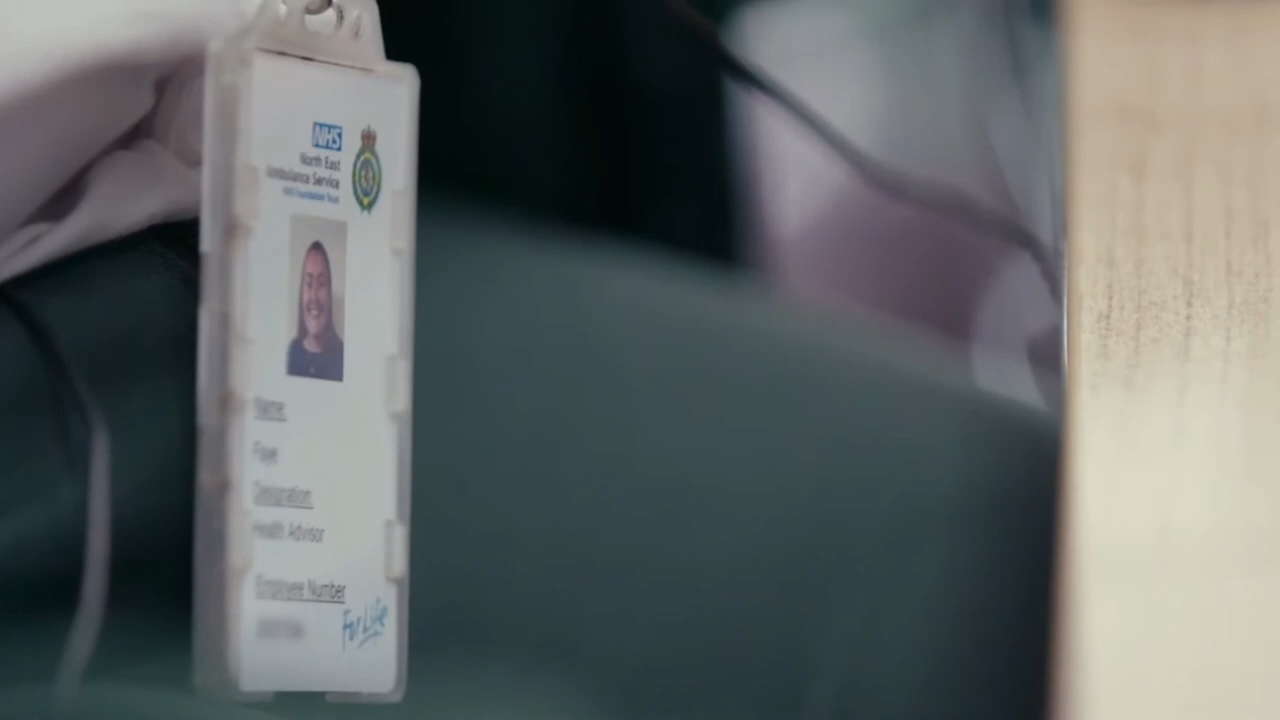 NHS
North East
Ambulance Service
NHS Foundation Trust
Name:
Faye
Designation:
Health Advisor
Employee Number
For Life